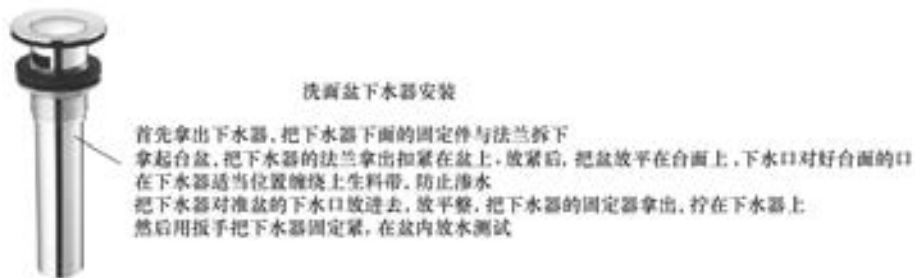 洗面盆下水器安装
首先拿出下水器,把下水器下面的固定件与法兰拆下
拿起台盆,把下水器的法兰拿出扣紧在盆上,放紧后,把盆放平在台面上,下水口对好台面的口
在下水器适当位置缠绕上生料带,防止渗水
把下水器对准盆的下水口放进去,放平整,把下水器的固定器拿出,拧在下水器上
然后用扳手把下水器固定紧,在盆内放水测试